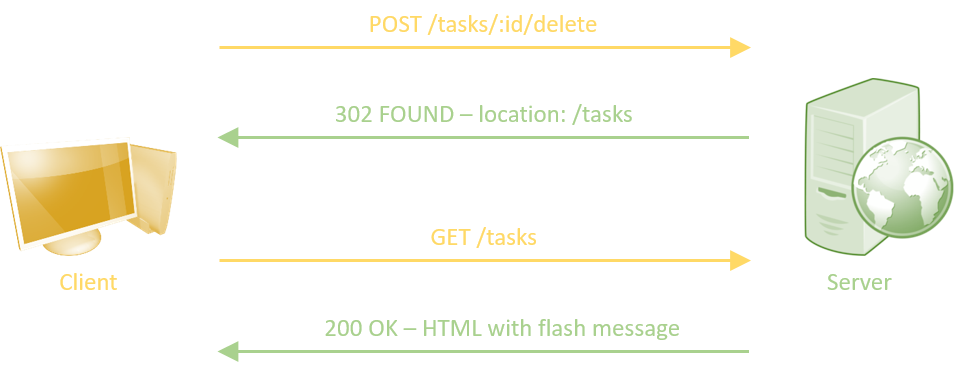 POST /tasks/:id/delete
302 FOUND – location: /tasks
GET /tasks
Client
Server
200 OK – HTML with flash message